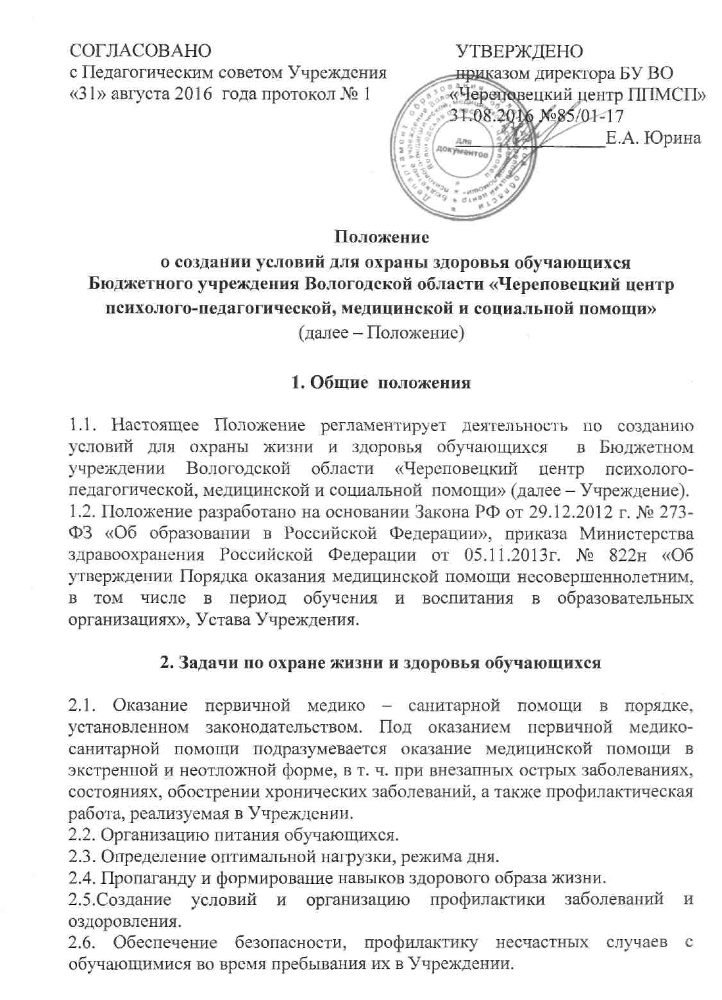 СОГЛАСОВАНО
с Педагогическим советом Учреждения
«31» августа 2016 года протокол № 1
УТВЕРЖДЕНО
приказом директора БУ ВО
«Череповецкий центр ППМСП»
31.08.2016 №85/01-17
Е.А. Юрина
для
документов
Положение
о создании условий для охраны здоровья обучающихся
Бюджетного учреждения Вологодской области «Череповецкий центр
психолого-педагогической, медицинской и социальной помощи»
(далее – Положение)
1. Общие положения
1.1. Настоящее Положение регламентирует деятельность по созданию
условий для охраны жизни и здоровья обучающихся в Бюджетном
учреждении Вологодской области «Череповецкий центр психолого-
педагогической, медицинской и социальной помощи» (далее – Учреждение).
1.2. Положение разработано на основании Закона РФ от 29.12.2012 г. № 273-
ФЗ «Об образовании в Российской Федерации», приказа Министерства
здравоохранения Российской Федерации от 05.11.2013г. № 822н «Об
утверждении Порядка оказания медицинской помощи несовершеннолетним,
в том числе в период обучения и воспитания в образовательных
организациях», Устава Учреждения.
2. Задачи по охране жизни и здоровья обучающихся
2.1. Оказание первичной медико – санитарной помощи в порядке,
установленном законодательством. Под оказанием первичной медико-
санитарной помощи подразумевается оказание медицинской помощи в
экстренной и неотложной форме, в т. ч. при внезапных острых заболеваниях,
состояниях, обострении хронических заболеваний, а также профилактическая
работа, реализуемая в Учреждении.
2.2. Организацию питания обучающихся.
2.3. Определение оптимальной нагрузки, режима дня.
2.4. Пропаганду и формирование навыков здорового образа жизни.
2.5.Создание условий и организацию профилактики заболеваний и
оздоровления.
2.6. Обеспечение безопасности, профилактику несчастных случаев с
обучающимися во время пребывания их в Учреждении.